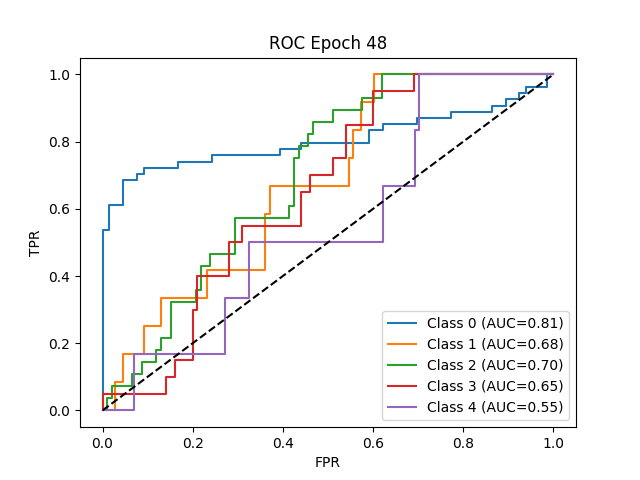 ROC Epoch 48
TPR
1.0
0.8
0.6
0.4
0.2
0.0
0.0 0.2 0.4 0.6 0.8 1.0
FPR
Class 0 (AUC=0.81)
Class 1 (AUC=0.68)
Class 2 (AUC=0.70)
Class 3 (AUC=0.65)
Class 4 (AUC=0.55)